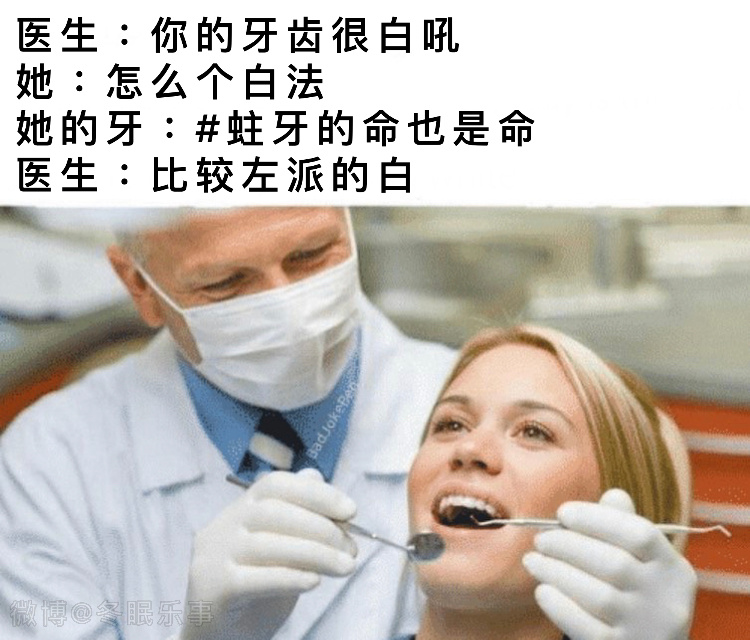 医生：你的牙齿很白吼
她：怎么个白法
她的牙：#蛀牙的命也是命
医生：比较左派的白
BadJokeBen
微博@冬眠乐事